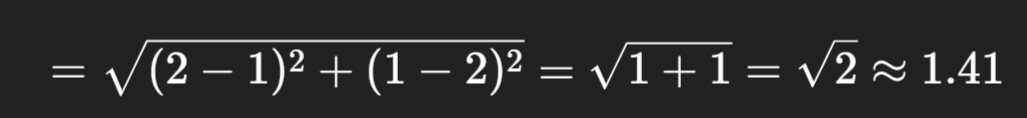 = √(2 − 1)² + (1 − 2)² = √1 + 1 = √2 ≈ 1.41